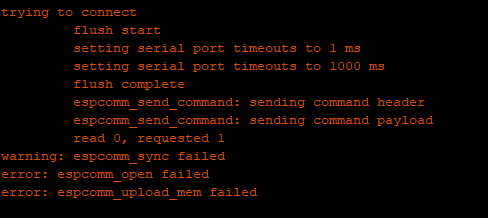 trying to connect
flush start
setting serial port timeouts to 1 ms
setting serial port timeouts to 1000 ms
flush complete
espcomm_send_command: sending command header
espcomm_send_command: sending command payload
read 0, requested 1
warning: espcomm_sync failed
error: espcomm_open failed
error: espcomm_upload_mem failed